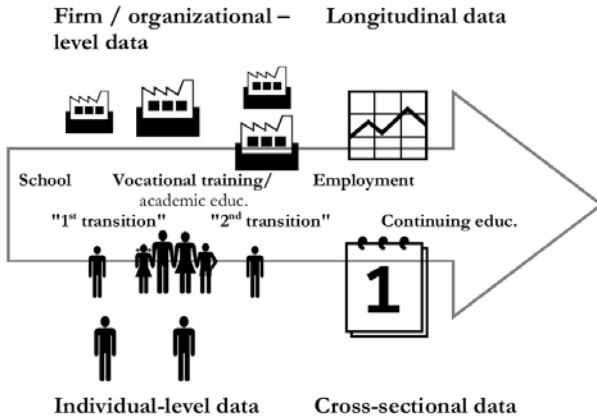 Firm / organizational – Longitudinal data
level data
School Vocational training/ Employment
academic educ.
"1st transition" "2nd transition" Continuing educ.
1
Individual-level data Cross-sectional data